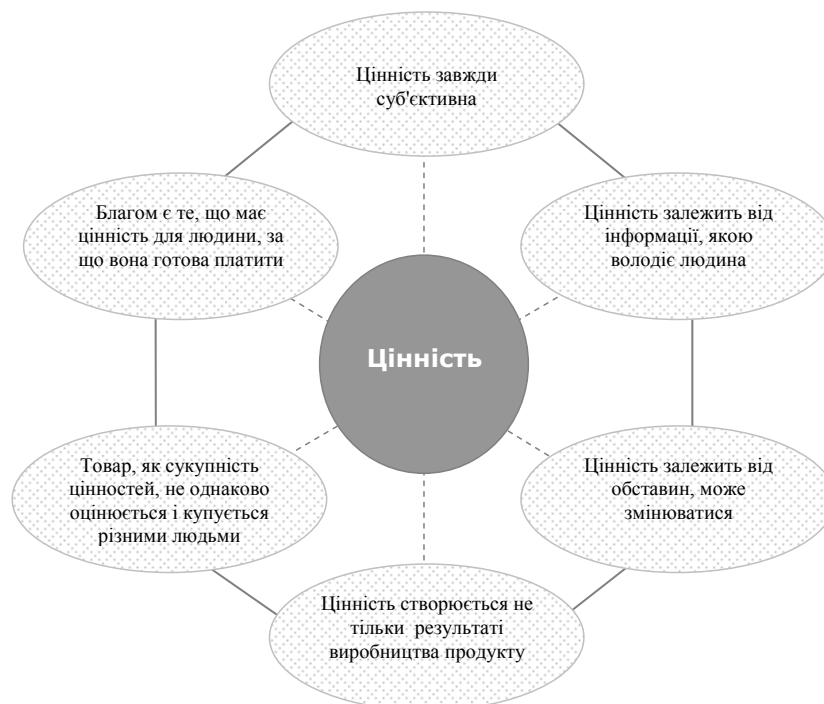 Цінність завжди
суб'єктивна
Благом є те, що має
цінність для людини, за
що вона готова платити
Цінність залежить від
інформації, якою
володіє людина
Цінність
Товар, як сукупність
цінностей, не однаково
оцінюється і купується
різними людьми
Цінність залежить від
обставин, може
змінюватися
Цінність створюється не
тільки результаті
виробництва продукту